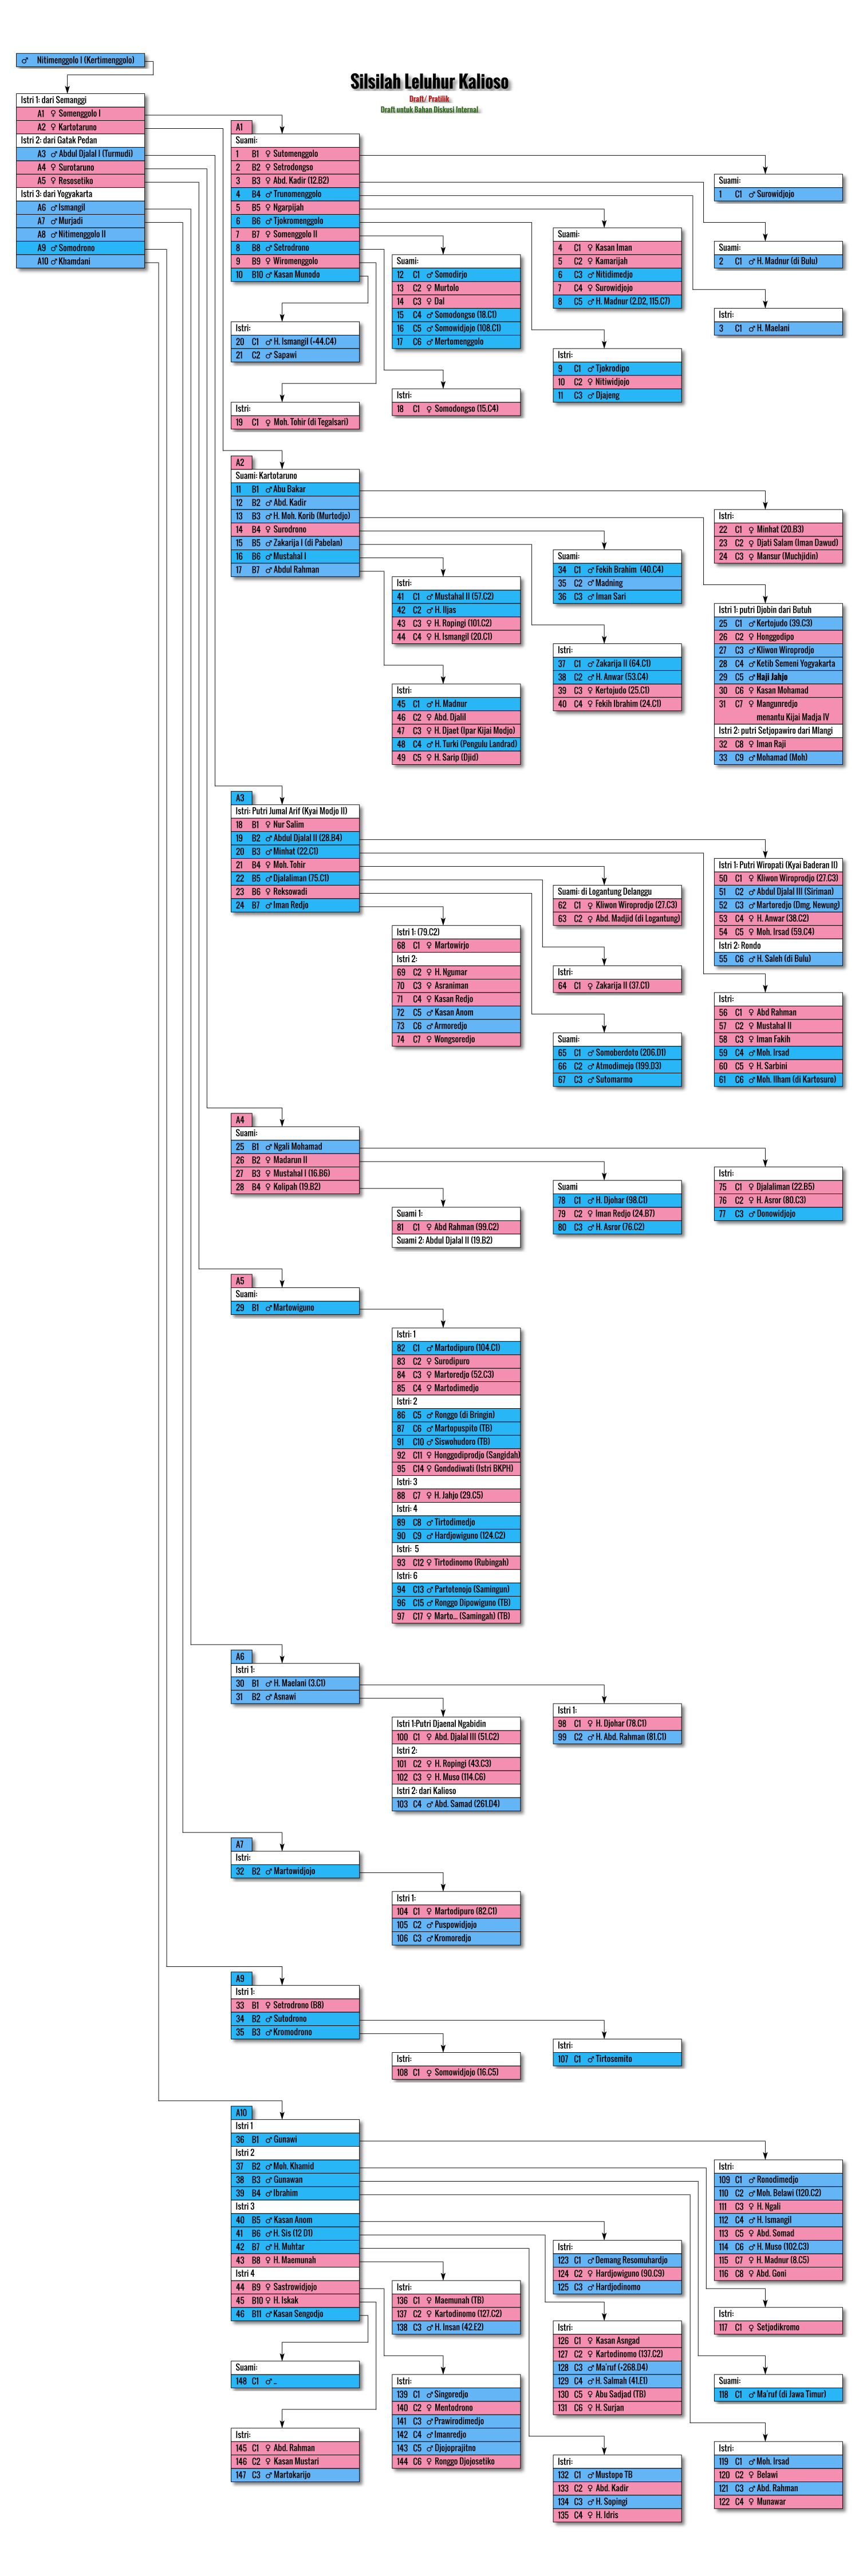 ♂ Nitimenggolo I (Kertimenggolo)
Silsilah Leluhur Kalioso
Draft/ Pratilik
Draft untuk Bahan Diskusi Internal
Istri 1: dari Semanggi
A1 ♀ Somenggolo I
A2 ♀ Kartotaruno
Istri 2: dari Gatak Pedan
A3 ♂ Abdul Djalal I (Turmudi)
A4 ♀ Surotaruno
A5 ♀ Resosetiko
Istri 3: dari Yogyakarta
A6 ♂ Ismangil
A7 ♂ Murjadi
A8 ♂ Nitimenggolo II
A9 ♂ Somodrono
A10 ♂ Khamdani
A1
Suami:
1 B1 ♀ Sutomenggolo
2 B2 ♀ Setrodongso
3 B3 ♀ Abd. Kadir (12.B2)
4 B4 ♂ Trunomenggolo
5 B5 ♀ Ngarpijah
6 B6 ♂ Tjokromenggolo
7 B7 ♀ Somenggolo II
8 B8 ♂ Setrodrono
9 B9 ♀ Wiromenggolo
10 B10 ♂ Kasan Munodo
Suami:
1 C1 ♂ Surowidjojo
Suami:
2 C1 ♂ H. Madnur (di Bulu)
Istri:
3 C1 ♂ H. Maelani
Suami:
4 C1 ♀ Kasan Iman
5 C2 ♀ Kamarijah
6 C3 ♂ Nitidimedjo
7 C4 ♀ Surowidjojo
8 C5 ♂ H. Madnur (2.D2, 115.C7)
Istri:
9 C1 ♂ Tjokrodipo
10 C2 ♀ Nitiwidjojo
11 C3 ♂ Djajeng
Suami:
12 C1 ♂ Somodirjo
13 C2 ♀ Murtolo
14 C3 ♀ Dal
15 C4 ♂ Somodongso (18.C1)
16 C5 ♂ Somowidjojo (108.C1)
17 C6 ♂ Mertomenggolo
Istri:
18 C1 ♀ Somodongso (15.C4)
Istri:
20 C1 ♂ H. Ismangil (+44.C4)
21 C2 ♂ Sapawi
Istri:
19 C1 ♀ Moh. Tohir (di Tegalsari)
A2
Suami: Kartotaruno
11 B1 ♂ Abu Bakar
12 B2 ♂ Abd. Kadir
13 B3 ♂ H. Moh. Korib (Murtodjo)
14 B4 ♀ Surodrono
15 B5 ♂ Zakarija I (di Pabelan)
16 B6 ♂ Mustahal I
17 B7 ♂ Abdul Rahman
Istri:
22 C1 ♀ Minhat (20.B3)
23 C2 ♀ Djati Salam (Iman Dawud)
24 C3 ♀ Mansur (Muchjidin)
Istri 1: putri Djobin dari Butuh
25 C1 ♂ Kertojudo (39.C3)
26 C2 ♀ Honggodipo
27 C3 ♂ Kliwon Wiroprodjo
28 C4 ♂ Ketib Semeni Yogyakarta
29 C5 ♂ Haji Jahjo
30 C6 ♀ Kasan Mohamad
31 C7 ♀ Mangunredjo
menantu Kijai Madja IV
Istri 2: putri Setjopawiro dari Mlangi
32 C8 ♀ Iman Raji
33 C9 ♂ Mohamad (Moh)
Suami:
34 C1 ♂ Fekih Brahim (40.C4)
35 C2 ♂ Madning
36 C3 ♂ Iman Sari
Istri:
37 C1 ♂ Zakarija II (64.C1)
38 C2 ♂ H. Anwar (53.C4)
39 C3 ♀ Kertojudo (25.C1)
40 C4 ♀ Fekih Ibrahim (24.C1)
Istri:
41 C1 ♂ Mustahal II (57.C2)
42 C2 ♂ H. Iljas
43 C3 ♀ H. Ropingi (101.C2)
44 C4 ♀ H. Ismangil (20.C1)
Istri:
45 C1 ♂ H. Madnur
46 C2 ♀ Abd. Djalil
47 C3 ♀ H. Djaet (Ipar Kijai Modjo)
48 C4 ♂ H. Turki (Pengulu Landrad)
49 C5 ♀ H. Sarip (Djid)
A3
Istri: Putri Jumal Arif (Kyai Modjo II)
18 B1 ♀ Nur Salim
19 B2 ♂ Abdul Djalal II (28.B4)
20 B3 ♂ Minhat (22.C1)
21 B4 ♀ Moh. Tohir
22 B5 ♂ Djalaliman (75.C1)
23 B6 ♀ Reksowadi
24 B7 ♂ Iman Redjo
Istri 1: Putri Wiropati (Kyai Baderan II)
50 C1 ♀ Kliwon Wiroprodjo (27.C3)
51 C2 ♂ Abdul Djalal III (Siriman)
52 C3 ♂ Martoredjo (Dmg. Newung)
53 C4 ♀ H. Anwar (38.C2)
54 C5 ♀ Moh. Irsad (59.C4)
Istri 2: Rondo
55 C6 ♂ H. Saleh (di Bulu)
Istri:
56 C1 ♀ Abd Rahman
57 C2 ♀ Mustahal II
58 C3 ♀ Iman Fakih
59 C4 ♂ Moh. Irsad
60 C5 ♀ H. Sarbini
61 C6 ♂ Moh. Ilham (di Kartosuro)
Suami: di Logantung Delanggu
62 C1 ♀ Kliwon Wiroprodjo (27.C3)
63 C2 ♀ Abd. Madjid (di Logantung)
Istri:
64 C1 ♀ Zakarija II (37.C1)
Suami:
65 C1 ♂ Somoberdoto (206.D1)
66 C2 ♂ Atmodimejo (199.D3)
67 C3 ♂ Sutomarmo
Istri 1: (79.C2)
68 C1 ♀ Martowirjo
Istri 2:
69 C2 ♀ H. Ngumar
70 C3 ♀ Asraniman
71 C4 ♀ Kasan Redjo
72 C5 ♂ Kasan Anom
73 C6 ♂ Armoredjo
74 C7 ♀ Wongsoredjo
A4
Suami:
25 B1 ♂ Ngali Mohamad
26 B2 ♀ Madarun II
27 B3 ♀ Mustahal I (16.B6)
28 B4 ♀ Kolipah (19.B2)
Istri:
75 C1 ♀ Djalaliman (22.B5)
76 C2 ♀ H. Asror (80.C3)
77 C3 ♂ Donowidjojo
Suami
78 C1 ♂ H. Djohar (98.C1)
79 C2 ♀ Iman Redjo (24.B7)
80 C3 ♂ H. Asror (76.C2)
Suami 1:
81 C1 ♀ Abd Rahman (99.C2)
Suami 2: Abdul Djalal II (19.B2)
A5
Suami:
29 B1 ♂ Martowiguno
Istri: 1
82 C1 ♂ Martodipuro (104.C1)
83 C2 ♀ Surodipuro
84 C3 ♀ Martoredjo (52.C3)
85 C4 ♀ Martodimedjo
Istri: 2
86 C5 ♂ Ronggo (di Bringin)
87 C6 ♂ Martopuspito (TB)
91 C10 ♂ Siswohudoro (TB)
92 C11 ♀ Honggodiprodjo (Sangidah)
95 C14 ♀ Gondodiwati (Istri BKPH)
Istri: 3
88 C7 ♀ H. Jahjo (29.C5)
Istri: 4
89 C8 ♂ Tirtodimedjo
90 C9 ♂ Hardjowiguno (124.C2)
Istri: 5
93 C12 ♀ Tirtodinomo (Rubingah)
Istri: 6
94 C13 ♂ Partotenojo (Samingun)
96 C15 ♂ Ronggo Dipowiguno (TB)
97 C17 ♀ Marto... (Samingah) (TB)
A6
Istri 1:
30 B1 ♂ H. Maelani (3.C1)
31 B2 ♂ Asnawi
Istri 1:
98 C1 ♀ H. Djohar (78.C1)
99 C2 ♂ H. Abd. Rahman (81.C1)
Istri 1:Putri Djaenal Ngabidin
100 C1 ♀ Abd. Djalal III (51.C2)
Istri 2:
101 C2 ♀ H. Ropingi (43.C3)
102 C3 ♀ H. Muso (114.C6)
Istri 2: dari Kalioso
103 C4 ♂ Abd. Samad (261.D4)
A7
Istri:
32 B2 ♂ Martowidjojo
Istri 1:
104 C1 ♀ Martodipuro (82.C1)
105 C2 ♂ Puspowidjojo
106 C3 ♂ Kromoredjo
A9
Istri 1:
33 B1 ♀ Setrodrono (B8)
34 B2 ♂ Sutodrono
35 B3 ♂ Kromodrono
Istri:
107 C1 ♂ Tirtosemito
Istri:
108 C1 ♀ Somowidjojo (16.C5)
A10
Istri 1
36 B1 ♂ Gunawi
Istri 2
37 B2 ♂ Moh. Khamid
38 B3 ♂ Gunawan
39 B4 ♂ Ibrahim
Istri 3
40 B5 ♂ Kasan Anom
41 B6 ♂ H. Sis (12 D1)
42 B7 ♂ H. Muhtar
43 B8 ♀ H. Maemunah
Istri 4
44 B9 ♀ Sastrowidjojo
45 B10 ♀ H. Iskak
46 B11 ♂ Kasan Sengodjo
Istri:
109 C1 ♂ Ronodimedjo
110 C2 ♂ Moh. Belawi (120.C2)
111 C3 ♀ H. Ngali
112 C4 ♂ H. Ismangil
113 C5 ♀ Abd. Somad
114 C6 ♂ H. Muso (102.C3)
115 C7 ♀ H. Madnur (8.C5)
116 C8 ♀ Abd. Goni
Istri:
117 C1 ♀ Setjodikromo
Suami:
118 C1 ♂ Ma'ruf (di Jawa Timur)
Istri:
119 C1 ♂ Moh. Irsad
120 C2 ♀ Belawi
121 C3 ♂ Abd. Rahman
122 C4 ♀ Munawar
Istri:
123 C1 ♂ Demang Resomuhardjo
124 C2 ♀ Hardjowiguno (90.C9)
125 C3 ♂ Hardjodinomo
Istri:
126 C1 ♀ Kasan Asngad
127 C2 ♀ Kartodinomo (137.C2)
128 C3 ♂ Ma'ruf (+268.D4)
129 C4 ♂ H. Salmah (41.E1)
130 C5 ♀ Abu Sadjad (TB)
131 C6 ♀ H. Surjan
Istri:
132 C1 ♂ Mustopo TB
133 C2 ♀ Abd. Kadir
134 C3 ♂ H. Sopingi
135 C4 ♀ H. Idris
Istri:
136 C1 ♀ Maemunah (TB)
137 C2 ♀ Kartodinomo (127.C2)
138 C3 ♂ H. Insan (42.E2)
Istri:
139 C1 ♂ Singoredjo
140 C2 ♀ Mentodrono
141 C3 ♂ Prawirodimedjo
142 C4 ♂ Imanredjo
143 C5 ♂ Djojoprajitno
144 C6 ♀ Ronggo Djojosetiko
Suami:
148 C1 ♂ ..
Istri:
145 C1 ♀ Abd. Rahman
146 C2 ♀ Kasan Mustari
147 C3 ♂ Martokarijo